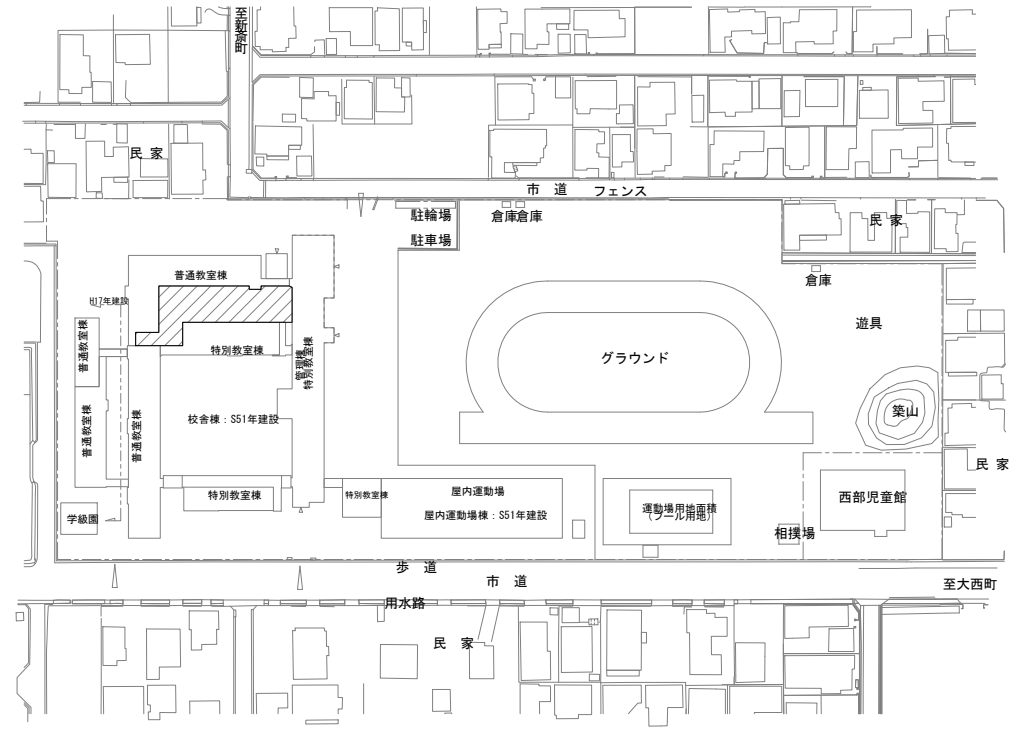 至新斎町
民 家
市 道 フェンス
駐輪場
倉庫
倉庫
民 家
駐車場
普通教室棟
倉庫
H17年建設
遊具
普通教室棟
特別教室棟
管理棟
特別教室棟
グラウンド
築山
校舎棟：S51年建設
普通教室棟
普通教室棟
民 家
特別教室棟
特別教室棟
屋内運動場
屋内運動場棟：S51年建設
運動場用地面積
（プール用地）
西部児童館
学級園
相撲場
歩 道
市 道
至大西町
用水路
民 家